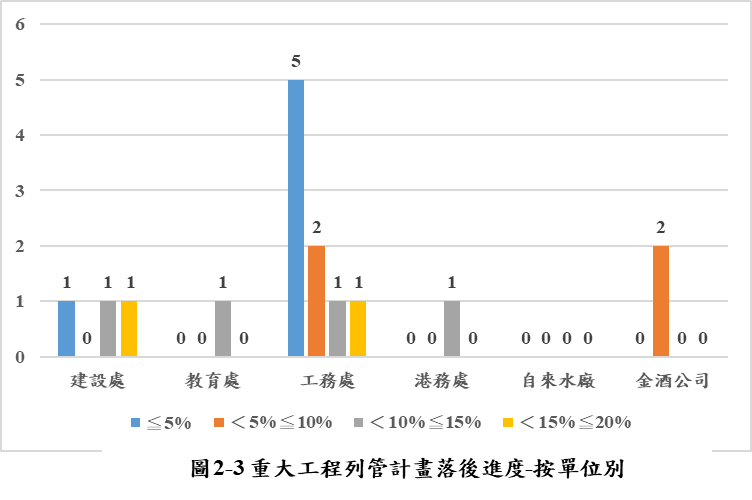 6
5
4
3
2
1
0
1 0 1 1
0 0 1 0
5 2 1 1
0 0 1 0
0 0 0 0
0 2 0 0
建設處 教育處 工務處 港務處 自來水廠 金酒公司
≦5% ＜5%≦10% ＜10%≦15% ＜15%≦20%
圖2-3 重大工程列管計畫落後進度-按單位別